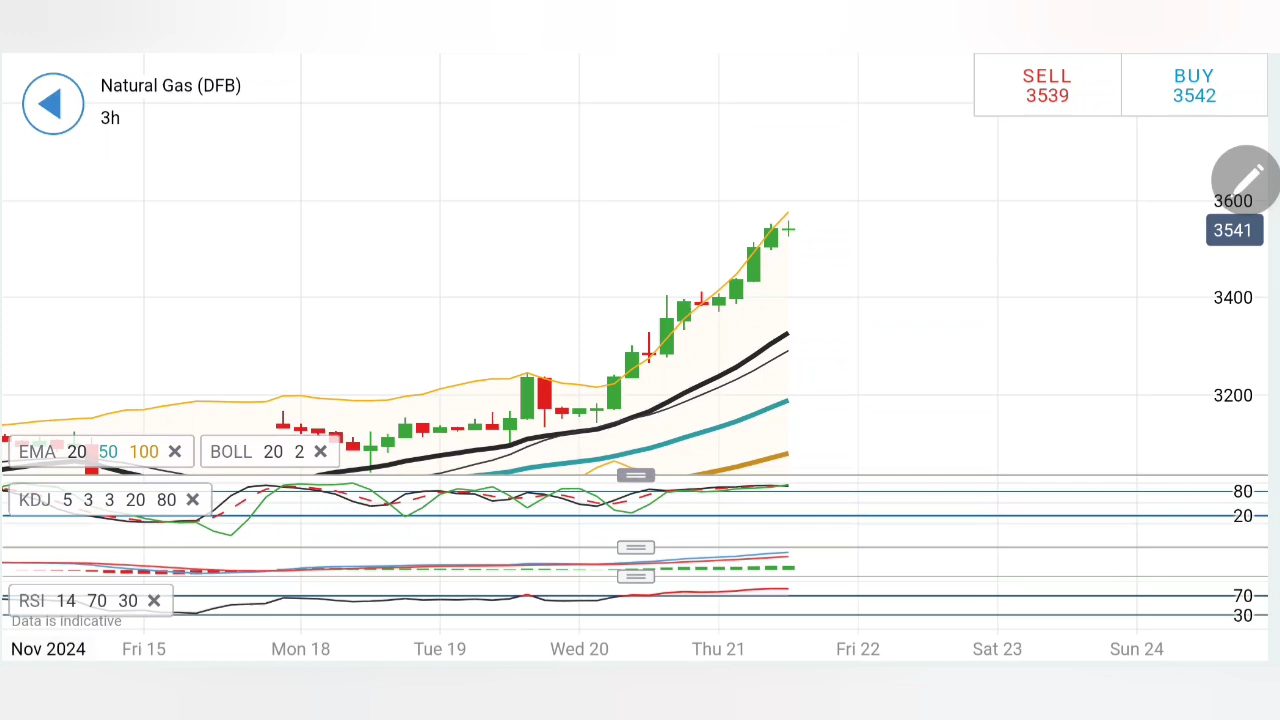 Natural Gas (DFB)
3h
SELL
3539
BUY
3542
3600
3541
3400
3200
EMA 20 50 100
BOLL 20 2
KDJ 5 3 3 20 80
80
20
RSI 14 70 30
70
30
Data is indicative
Nov 2024 Fri 15 Mon 18 Tue 19 Wed 20 Thu 21 Fri 22 Sat 23 Sun 24